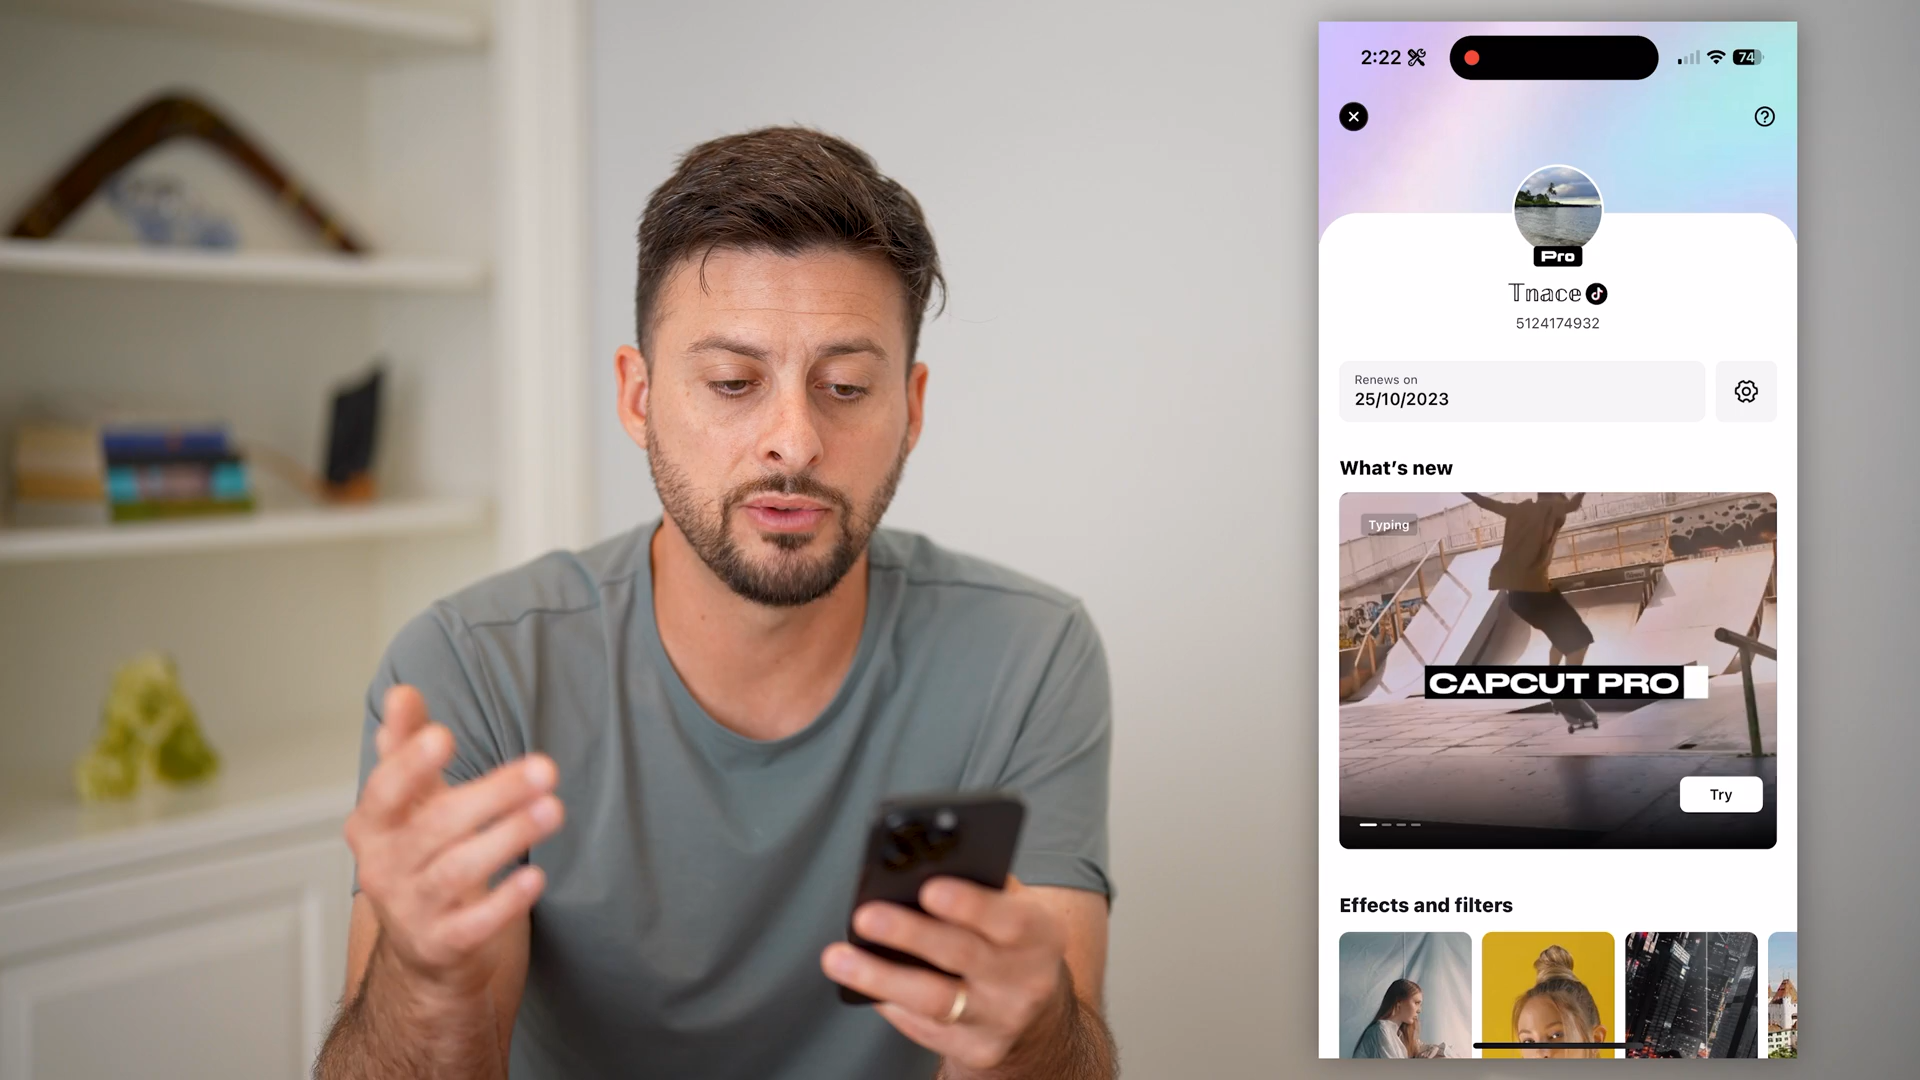 2:22
74
Pro
Tnace
5124174932
Renews on
25/10/2023
What's new
Typing
CAPCUT PRO
Try
Effects and filters